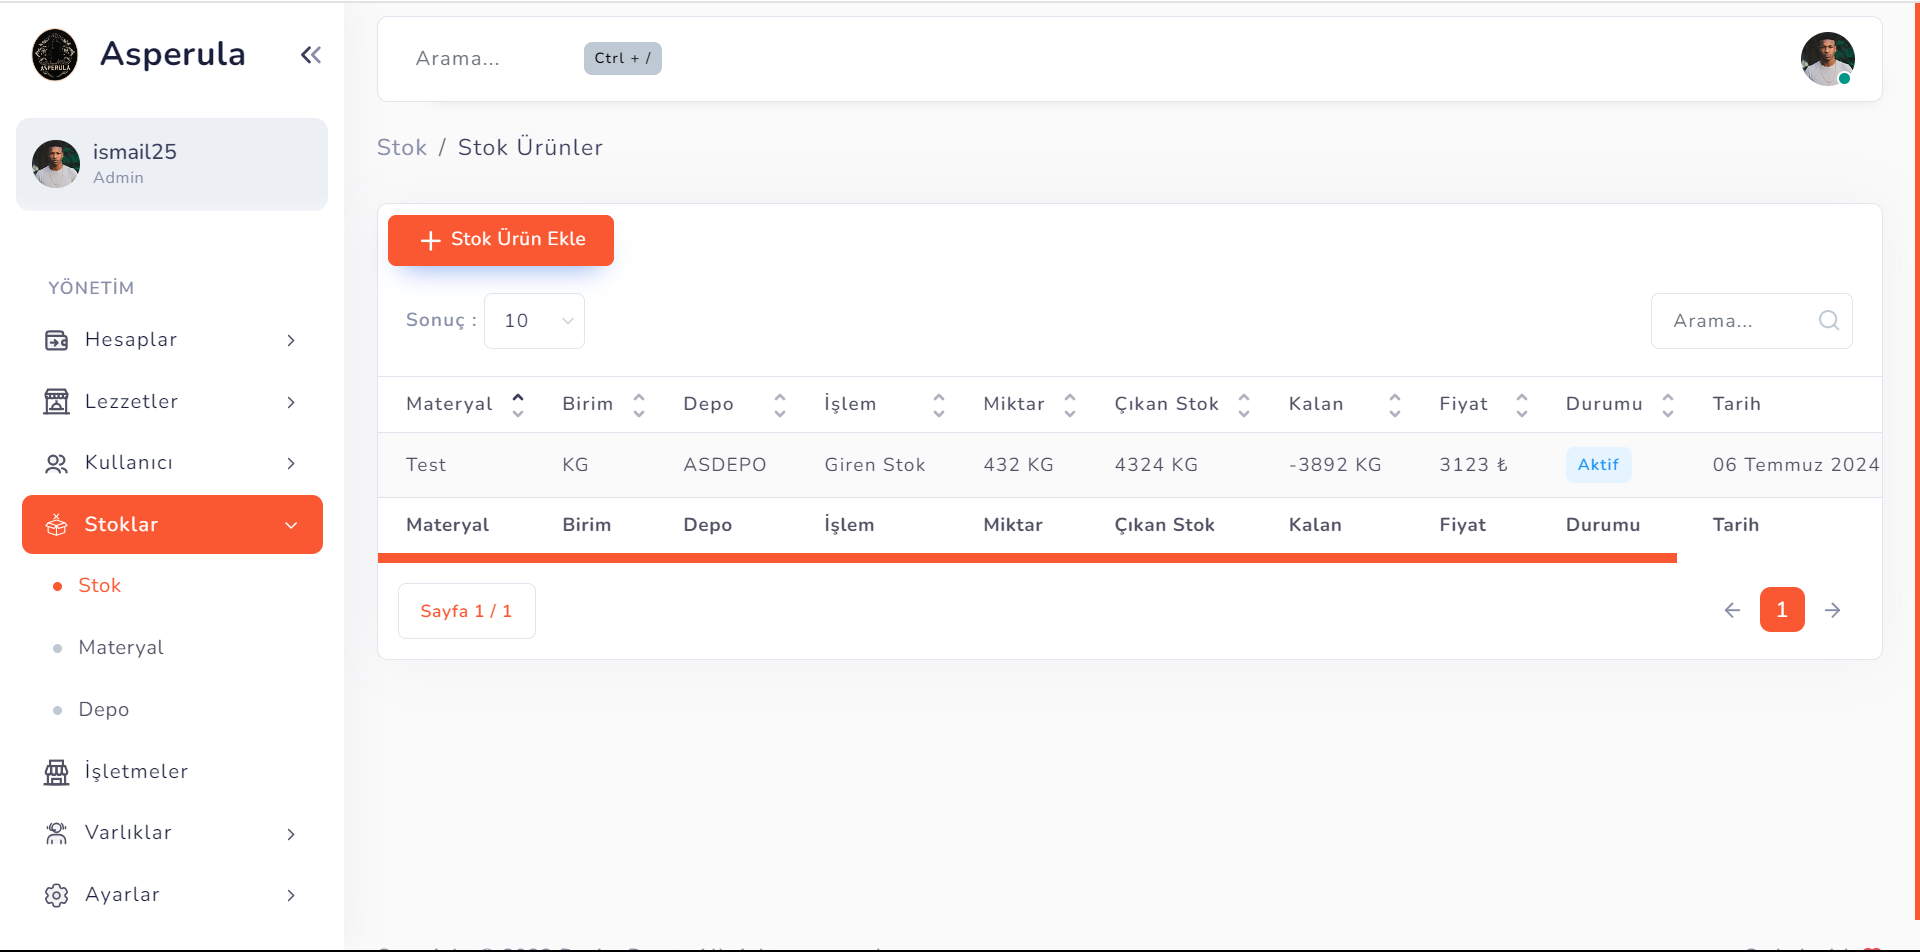 Asperula
ismail25
Admin
YÖNETİM
Hesaplar
Lezzetler
Kullanıcı
Stoklar
Stok
Materyal
Depo
İşletmeler
Varlıklar
Ayarlar
Arama... Ctrl + /
Stok / Stok Ürünler
+ Stok Ürün Ekle
Sonuç : 10 Arama...
Materyal Birim Depo İşlem Miktar Çıkan Stok Kalan Fiyat Durumu Tarih
Test KG ASDEPO Giren Stok 432 KG 4324 KG -3892 KG 3123 ₺ Aktif 06 Temmuz 2024
Materyal Birim Depo İşlem Miktar Çıkan Stok Kalan Fiyat Durumu Tarih
Sayfa 1 / 1 1